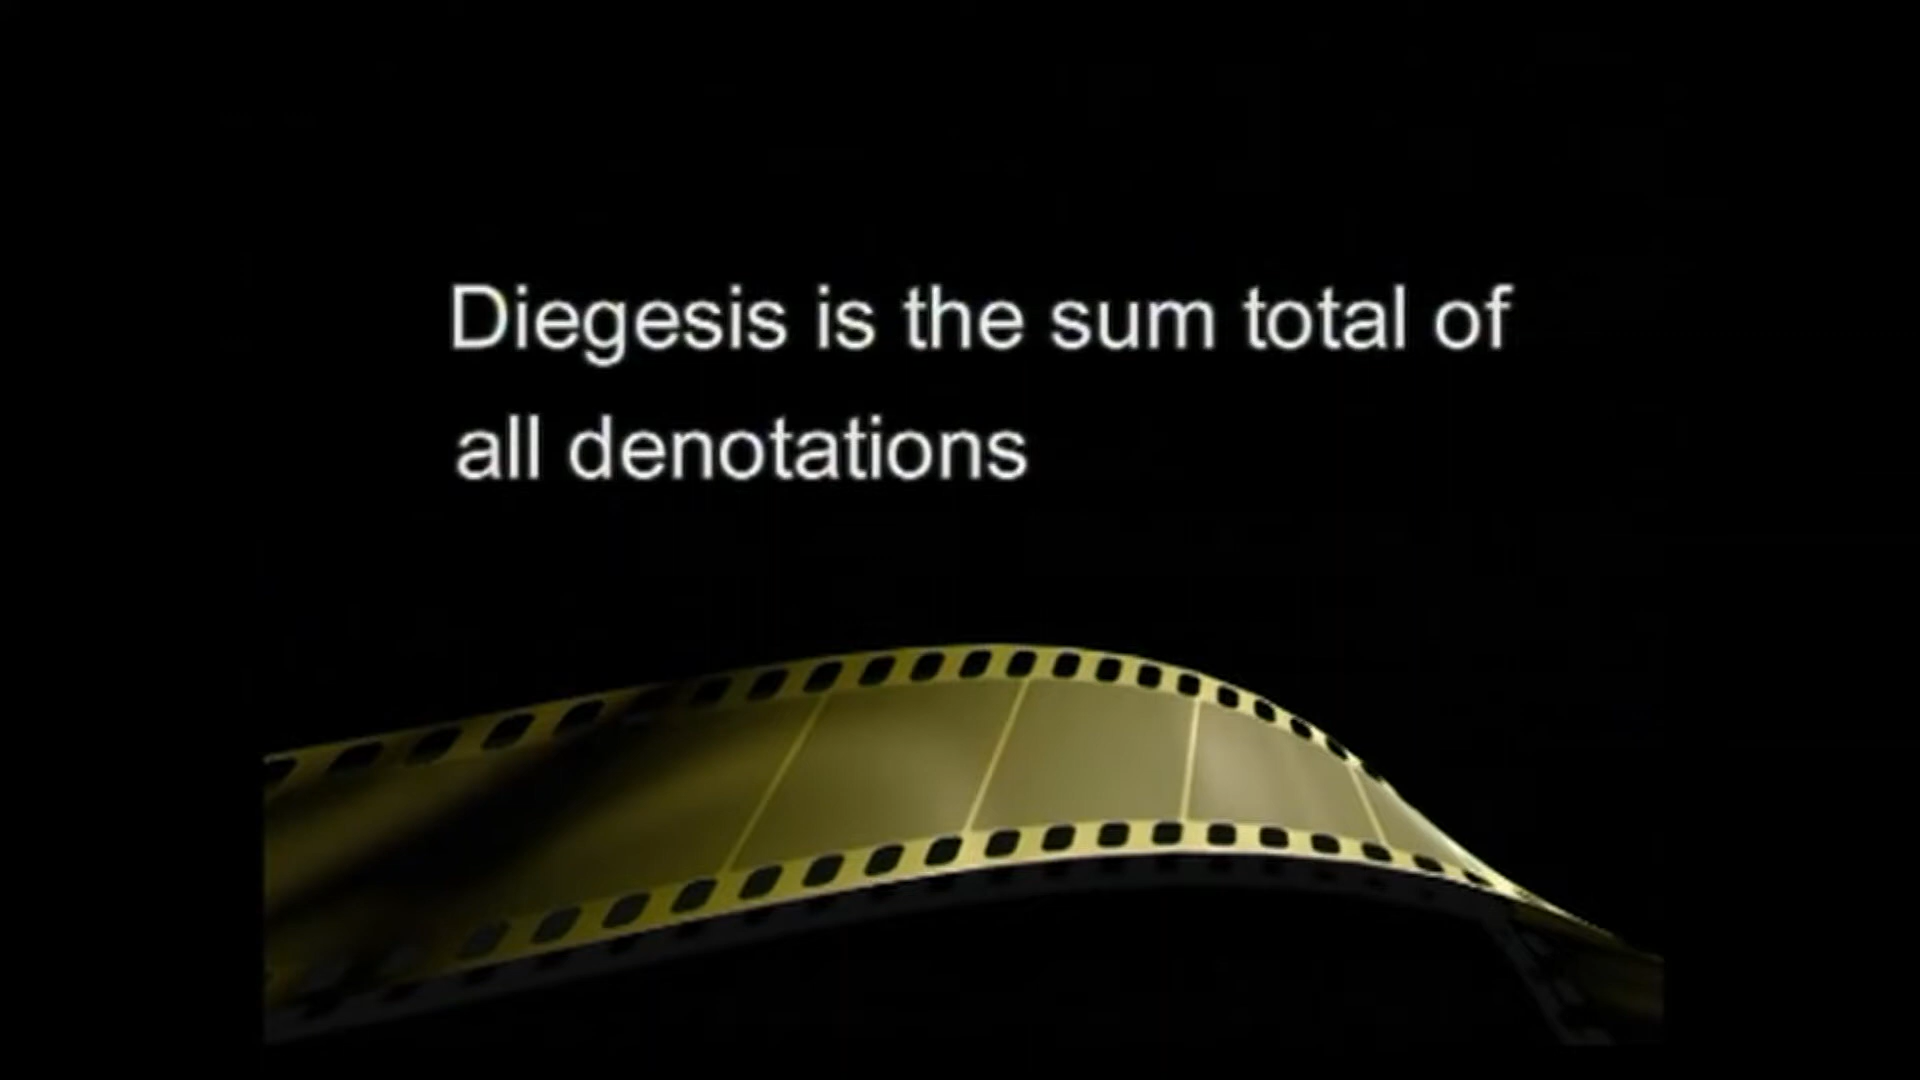 Diegesis is the sum total of
all denotations